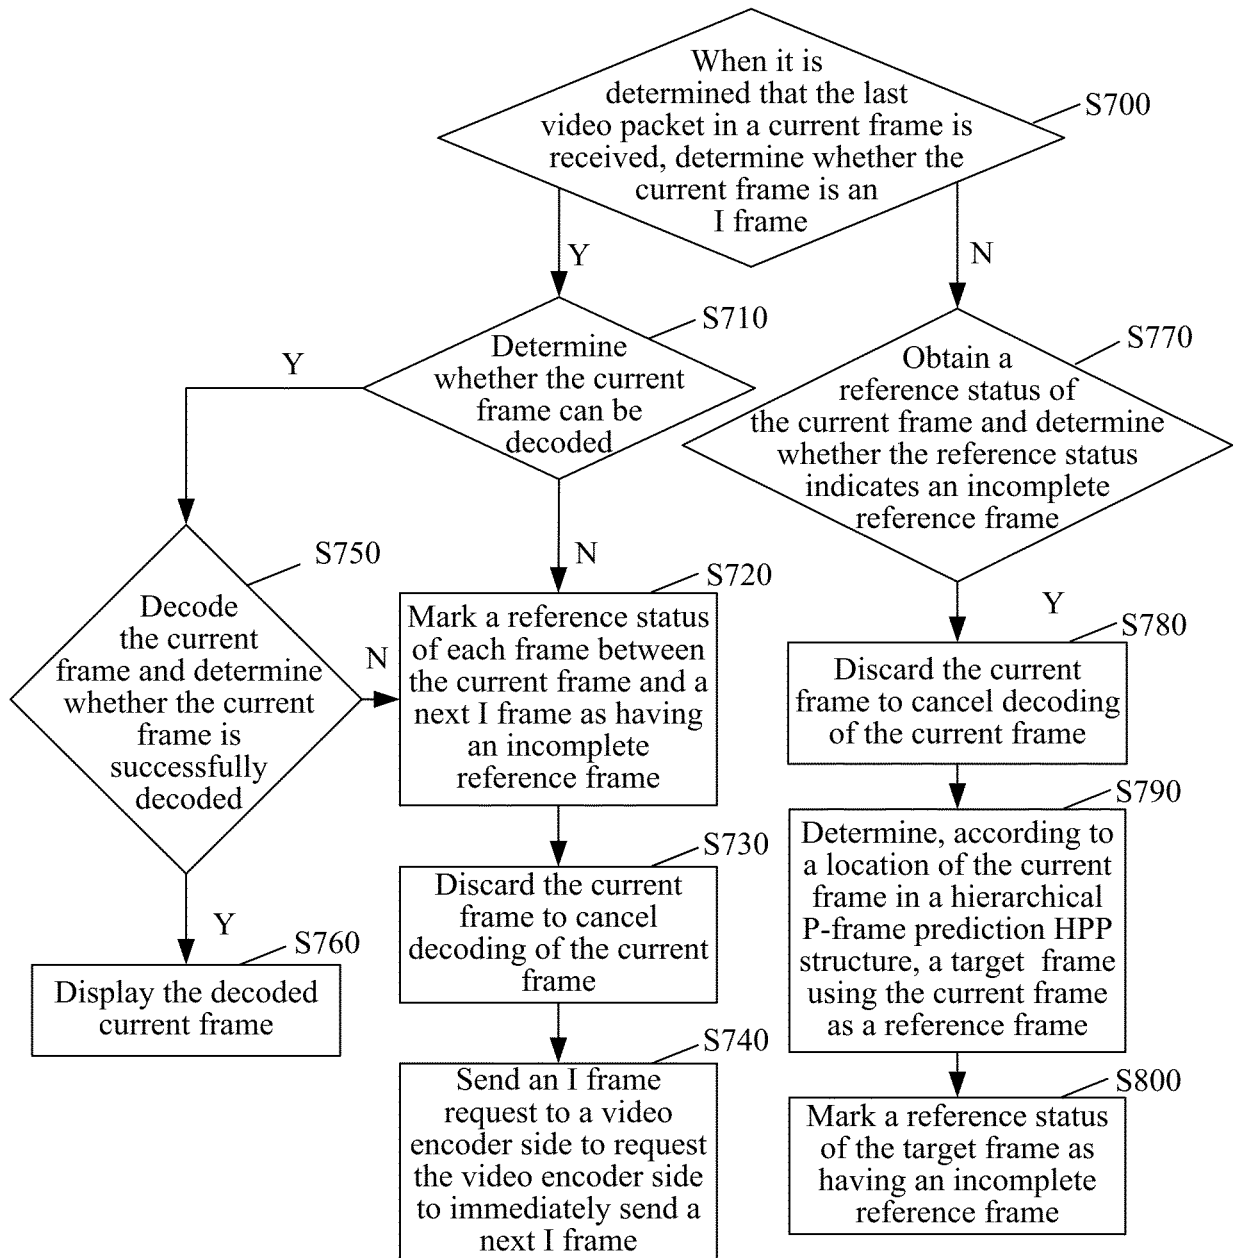 When it is
determined that the last
video packet in a current frame is
received, determine whether the
current frame is an
I frame
S700
Y
N
S710
Determine
whether the current
frame can be
decoded
Y
N
S770
Obtain a
reference status of
the current frame and determine
whether the reference status
indicates an incomplete
reference frame
Y
S750
Decode
the current
frame and determine
whether the current
frame is
successfully
decoded
N
Y
S720
Mark a reference status
of each frame between
the current frame and a
next I frame as having
an incomplete
reference frame
S780
Discard the current
frame to cancel decoding
of the current frame
S730
Discard the current
frame to cancel
decoding of the current
frame
S790
Determine, according to
a location of the current
frame in a hierarchical
P-frame prediction HPP
structure, a target frame
using the current frame
as a reference frame
S760
Display the decoded
current frame
S740
Send an I frame
request to a video
encoder side to request
the video encoder side
to immediately send a
next I frame
S800
Mark a reference status
of the target frame as
having an incomplete
reference frame